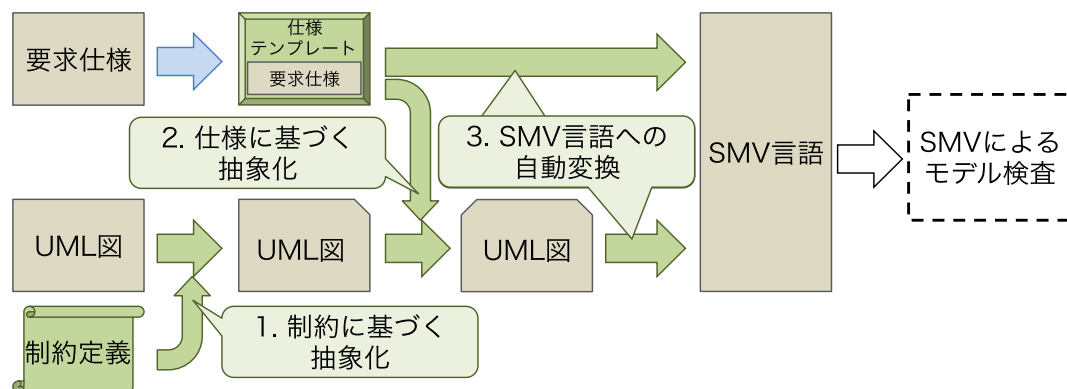 要求仕様
仕様
テンプレート
要求仕様
2. 仕様に基づく
抽象化
3. SMV言語への
自動変換
SMV言語
SMVによる
モデル検査
UML図
UML図
UML図
制約定義
1. 制約に基づく
抽象化